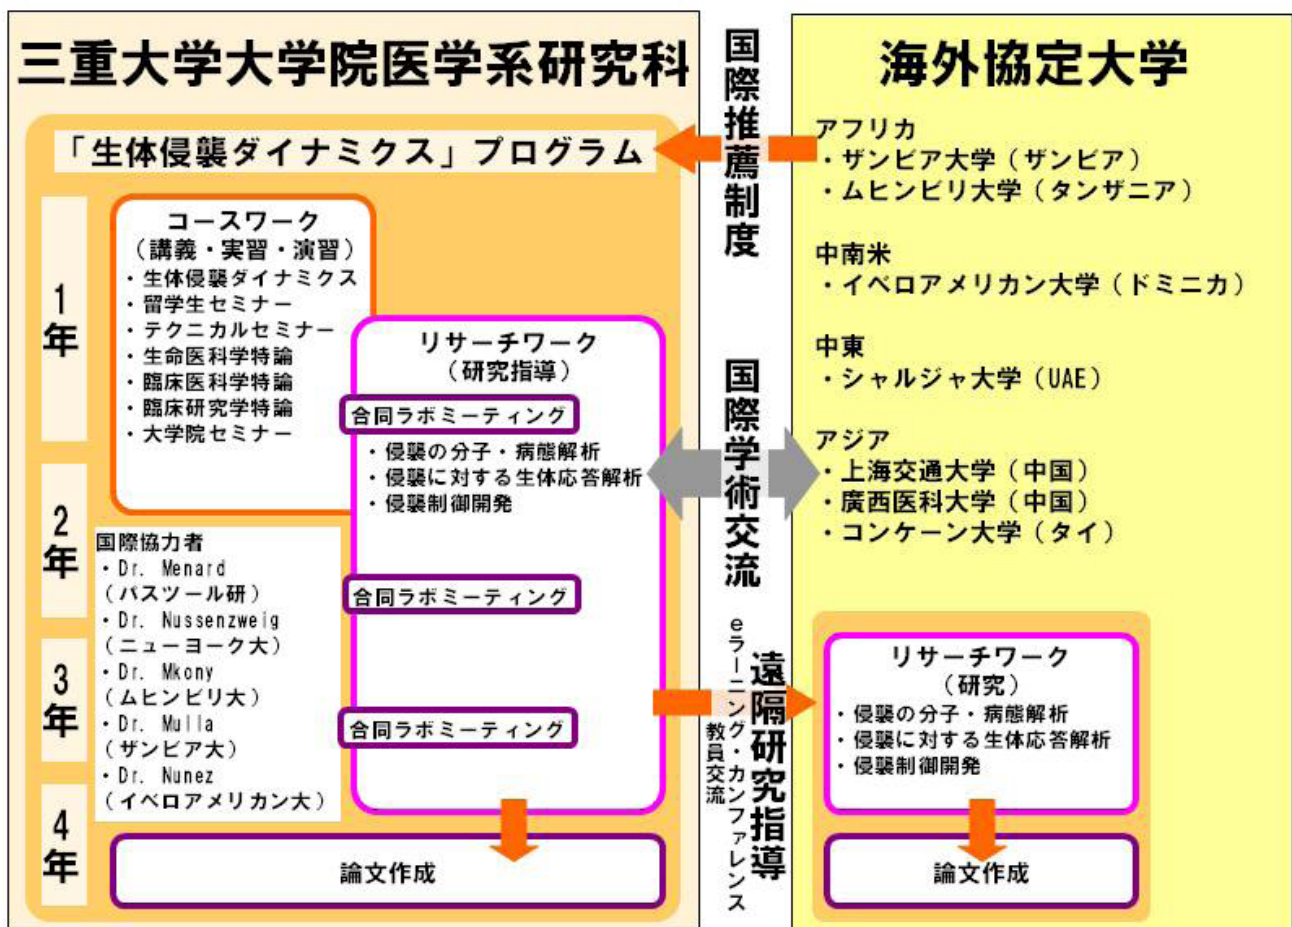 三重大学大学院医学系研究科
「生体侵襲ダイナミクス」プログラム
1年
2年
3年
4年
コースワーク
（講義・実習・演習）
・生体侵襲ダイナミクス
・留学生セミナー
・テクニカルセミナー
・生命医科学特論
・臨床医科学特論
・臨床研究学特論
・大学院セミナー
国際協力者
・Dr. Menard
（パスツール研）
・Dr. Nussenzweig
（ニューヨーク大）
・Dr. Mkony
（ムヒンビリ大）
・Dr. Mulla
（ザンビア大）
・Dr. Nunez
（イベロアメリカン大）
リサーチワーク
（研究指導）
合同ラボミーティング
・侵襲の分子・病態解析
・侵襲に対する生体応答解析
・侵襲制御開発
合同ラボミーティング
合同ラボミーティング
論文作成
国際推薦制度
国際学術交流
遠隔研究指導
eラーニング・カンファレンス
教員交流
海外協定大学
アフリカ
・ザンビア大学（ザンビア）
・ムヒンビリ大学（タンザニア）
中南米
・イベロアメリカン大学（ドミニカ）
中東
・シャルジャ大学（UAE）
アジア
・上海交通大学（中国）
・廣西医科大学（中国）
・コンケーン大学（タイ）
リサーチワーク
（研究）
・侵襲の分子・病態解析
・侵襲に対する生体応答解析
・侵襲制御開発
論文作成